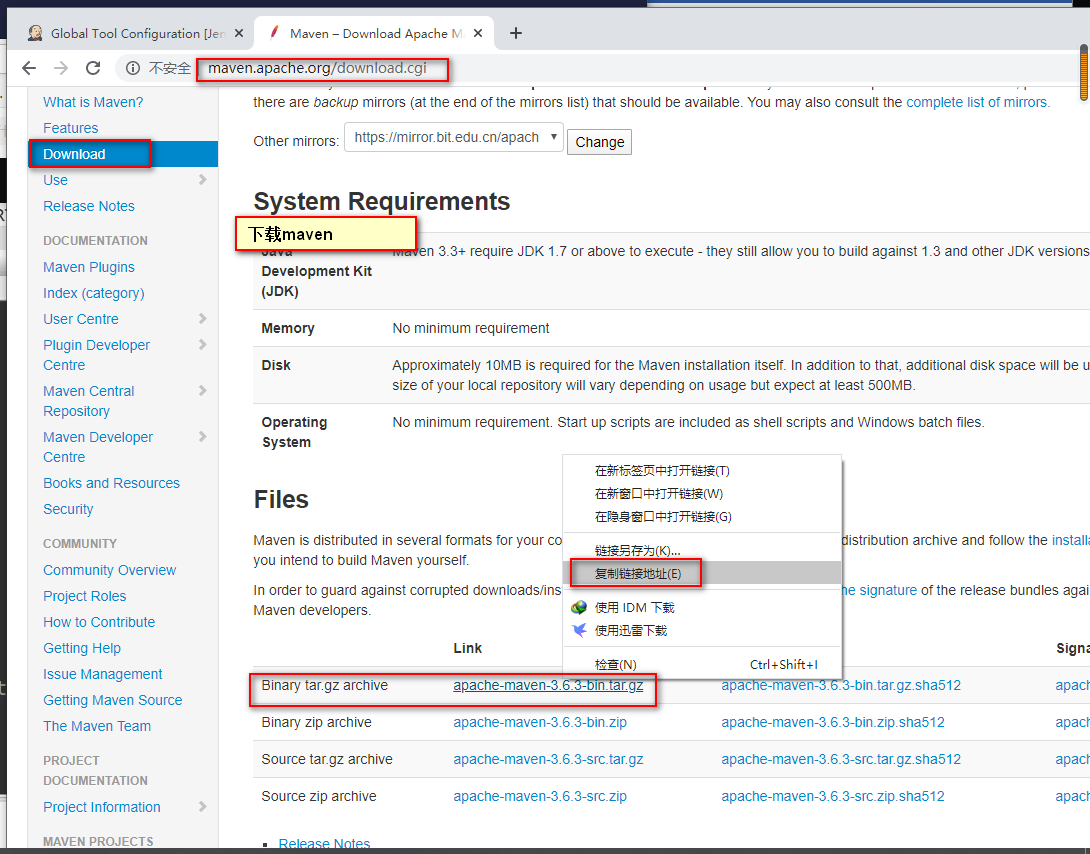 Global Tool Configuration [Jen
Maven – Download Apache M
不安全
maven.apache.org/download.cgi
What is Maven?
Features
Download
Use
Release Notes
DOCUMENTATION
Maven Plugins
Index (category)
User Centre
Plugin Developer
Centre
Maven Central
Repository
Maven Developer
Centre
Books and Resources
Security
COMMUNITY
Community Overview
Project Roles
How to Contribute
Getting Help
Issue Management
Getting Maven Source
The Maven Team
PROJECT
DOCUMENTATION
Project Information
MAVEN PROJECTS
there are backup mirrors (at the end of the mirrors list) that should be available. You may also consult the complete list of mirrors.
Other mirrors: https://mirror.bit.edu.cn/apach Change
System Requirements
下载maven
Java Maven 3.3+ require JDK 1.7 or above to execute - they still allow you to build against 1.3 and other JDK versions
Development Kit
(JDK)
Memory No minimum requirement
Disk Approximately 10MB is required for the Maven installation itself. In addition to that, additional disk space will be u
size of your local repository will vary depending on usage but expect at least 500MB.
Operating No minimum requirement. Start up scripts are included as shell scripts and Windows batch files.
System
Files
Maven is distributed in several formats for your co distribution archive and follow the installa
you intend to build Maven yourself.
In order to guard against corrupted downloads/ins he signature of the release bundles again
Maven developers.
在新标签页中打开链接(T)
在新窗口中打开链接(W)
在隐身窗口中打开链接(G)
链接另存为(K)...
复制链接地址(E)
使用 IDM 下载
使用迅雷下载
检查(N) Ctrl+Shift+I
Link Signa
Binary tar.gz archive apache-maven-3.6.3-bin.tar.gz apache-maven-3.6.3-bin.tar.gz.sha512 apach
Binary zip archive apache-maven-3.6.3-bin.zip apache-maven-3.6.3-bin.zip.sha512 apach
Source tar.gz archive apache-maven-3.6.3-src.tar.gz apache-maven-3.6.3-src.tar.gz.sha512 apach
Source zip archive apache-maven-3.6.3-src.zip apache-maven-3.6.3-src.zip.sha512 apach
Release Notes